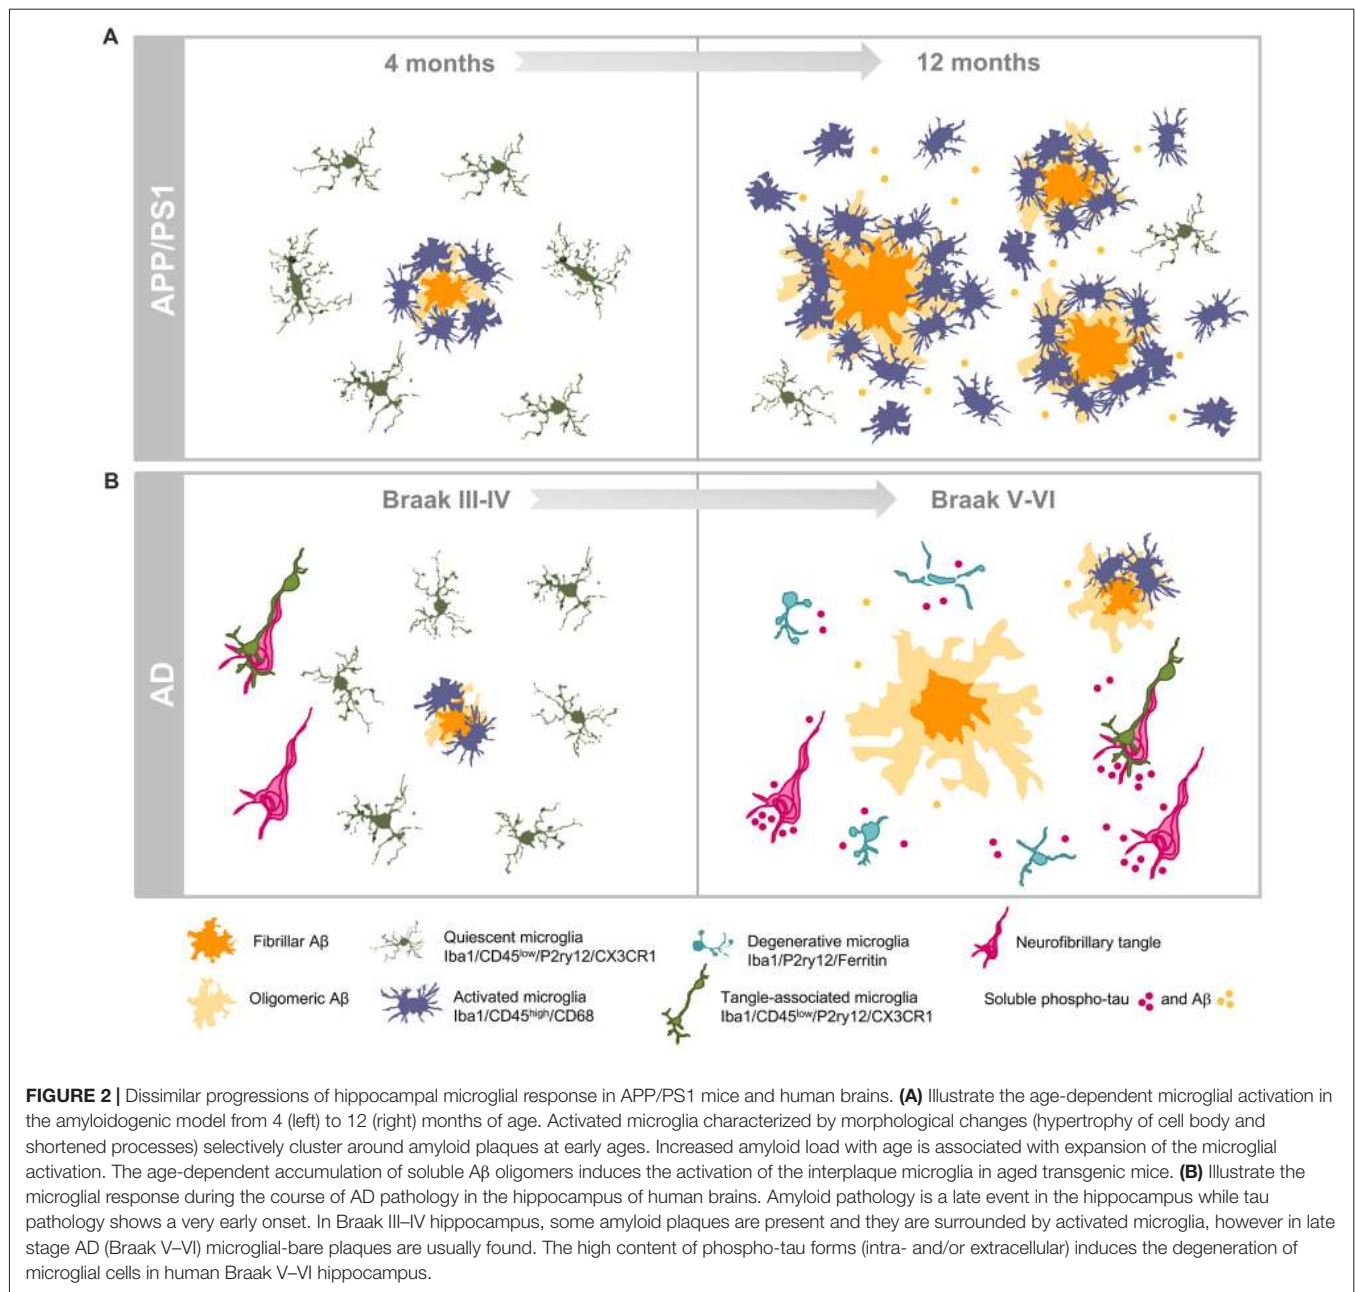 A
4 months
12 months
APP/PS1
B
Braak III-IV
Braak V-VI
AD
Fibrillar Aβ
Quiescent microglia
Iba1/CD45low/P2ry12/CX3CR1
Degenerative microglia
Iba1/P2ry12/Ferritin
Neurofibrillary tangle
Oligomeric Aβ
Activated microglia
Iba1/CD45high/CD68
Tangle-associated microglia
Iba1/CD45low/P2ry12/CX3CR1
Soluble phospho-tau and Aβ
FIGURE 2 | Dissimilar progressions of hippocampal microglial response in APP/PS1 mice and human brains. (A) Illustrate the age-dependent microglial activation in
the amyloidogenic model from 4 (left) to 12 (right) months of age. Activated microglia characterized by morphological changes (hypertrophy of cell body and
shortened processes) selectively cluster around amyloid plaques at early ages. Increased amyloid load with age is associated with expansion of the microglial
activation. The age-dependent accumulation of soluble Aβ oligomers induces the activation of the interplaque microglia in aged transgenic mice. (B) Illustrate the
microglial response during the course of AD pathology in the hippocampus of human brains. Amyloid pathology is a late event in the hippocampus while tau
pathology shows a very early onset. In Braak III–IV hippocampus, some amyloid plaques are present and they are surrounded by activated microglia, however in late
stage AD (Braak V–VI) microglial-bare plaques are usually found. The high content of phospho-tau forms (intra- and/or extracellular) induces the degeneration of
microglial cells in human Braak V–VI hippocampus.